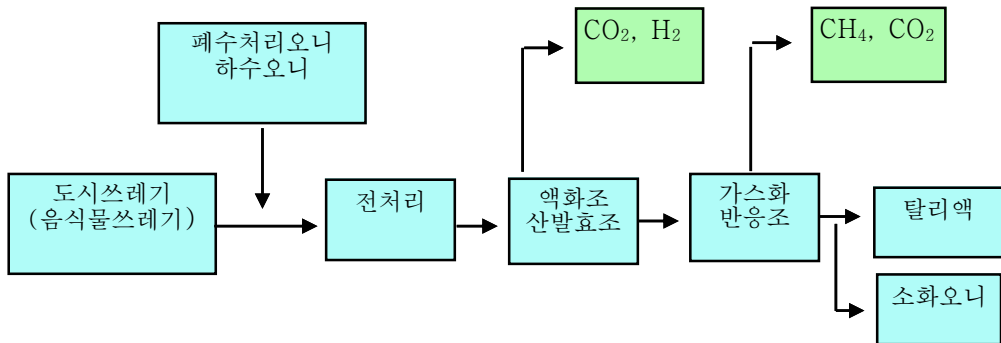 폐수처리오니
하수오니
CO₂, H₂
CH₄, CO₂
도시쓰레기
(음식물쓰레기)
전처리
액화조
산발효조
가스화
반응조
탈리액
소화오니